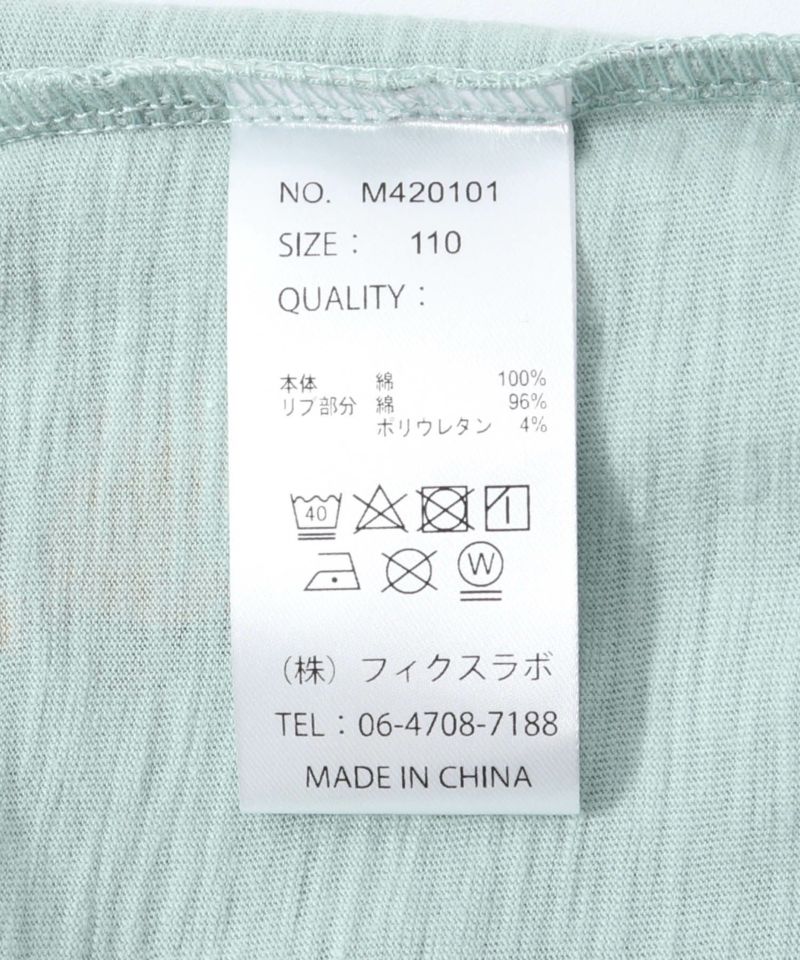 NO. M420101
SIZE： 110
QUALITY：
本体 綿 100%
リブ部分 綿 96%
ポリウレタン 4%
40
W
（株）フィクスラボ
TEL：06-4708-7188
MADE IN CHINA